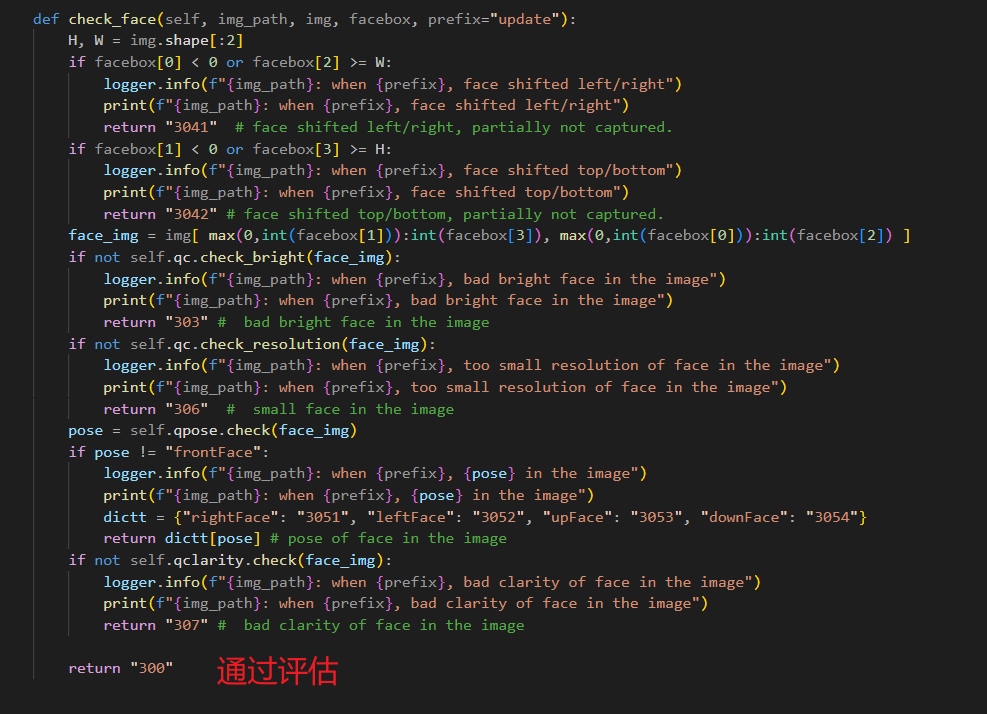 def check_face(self, img_path, img, facebox, prefix="update"):
    H, W = img.shape[:2]
    if facebox[0] < 0 or facebox[2] >= W:
        logger.info(f"{img_path}: when {prefix}, face shifted left/right")
        print(f"{img_path}: when {prefix}, face shifted left/right")
        return "3041"  # face shifted left/right, partially not captured.
    if facebox[1] < 0 or facebox[3] >= H:
        logger.info(f"{img_path}: when {prefix}, face shifted top/bottom")
        print(f"{img_path}: when {prefix}, face shifted top/bottom")
        return "3042" # face shifted top/bottom, partially not captured.
    face_img = img[ max(0,int(facebox[1])):int(facebox[3]), max(0,int(facebox[0])):int(facebox[2]) ]
    if not self.qc.check_bright(face_img):
        logger.info(f"{img_path}: when {prefix}, bad bright face in the image")
        print(f"{img_path}: when {prefix}, bad bright face in the image")
        return "303" #  bad bright face in the image
    if not self.qc.check_resolution(face_img):
        logger.info(f"{img_path}: when {prefix}, too small resolution of face in the image")
        print(f"{img_path}: when {prefix}, too small resolution of face in the image")
        return "306"  #  small face in the image
    pose = self.qpose.check(face_img)
    if pose != "frontFace":
        logger.info(f"{img_path}: when {prefix}, {pose} in the image")
        print(f"{img_path}: when {prefix}, {pose} in the image")
        dictt = {"rightFace": "3051", "leftFace": "3052", "upFace": "3053", "downFace": "3054"}
        return dictt[pose] # pose of face in the image
    if not self.qclarity.check(face_img):
        logger.info(f"{img_path}: when {prefix}, bad clarity of face in the image")
        print(f"{img_path}: when {prefix}, bad clarity of face in the image")
        return "307" #  bad clarity of face in the image
    return "300" 通过评估